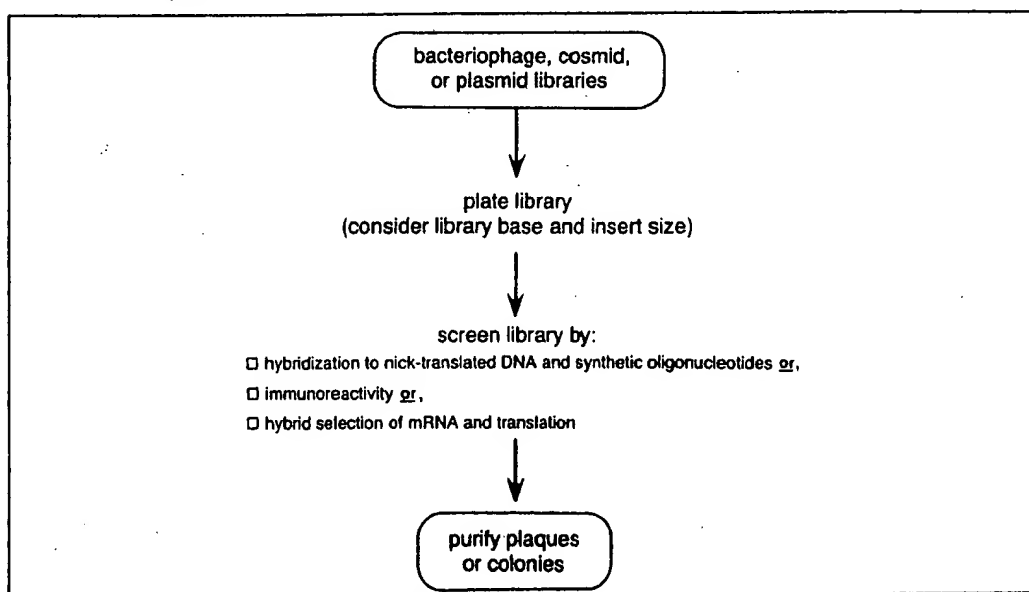 bacteriophage, cosmid,
or plasmid libraries
plate library
(consider library base and insert size)
screen library by:
□ hybridization to nick-translated DNA and synthetic oligonucleotides or,
□ immunoreactivity or,
□ hybrid selection of mRNA and translation
purify plaques
or colonies